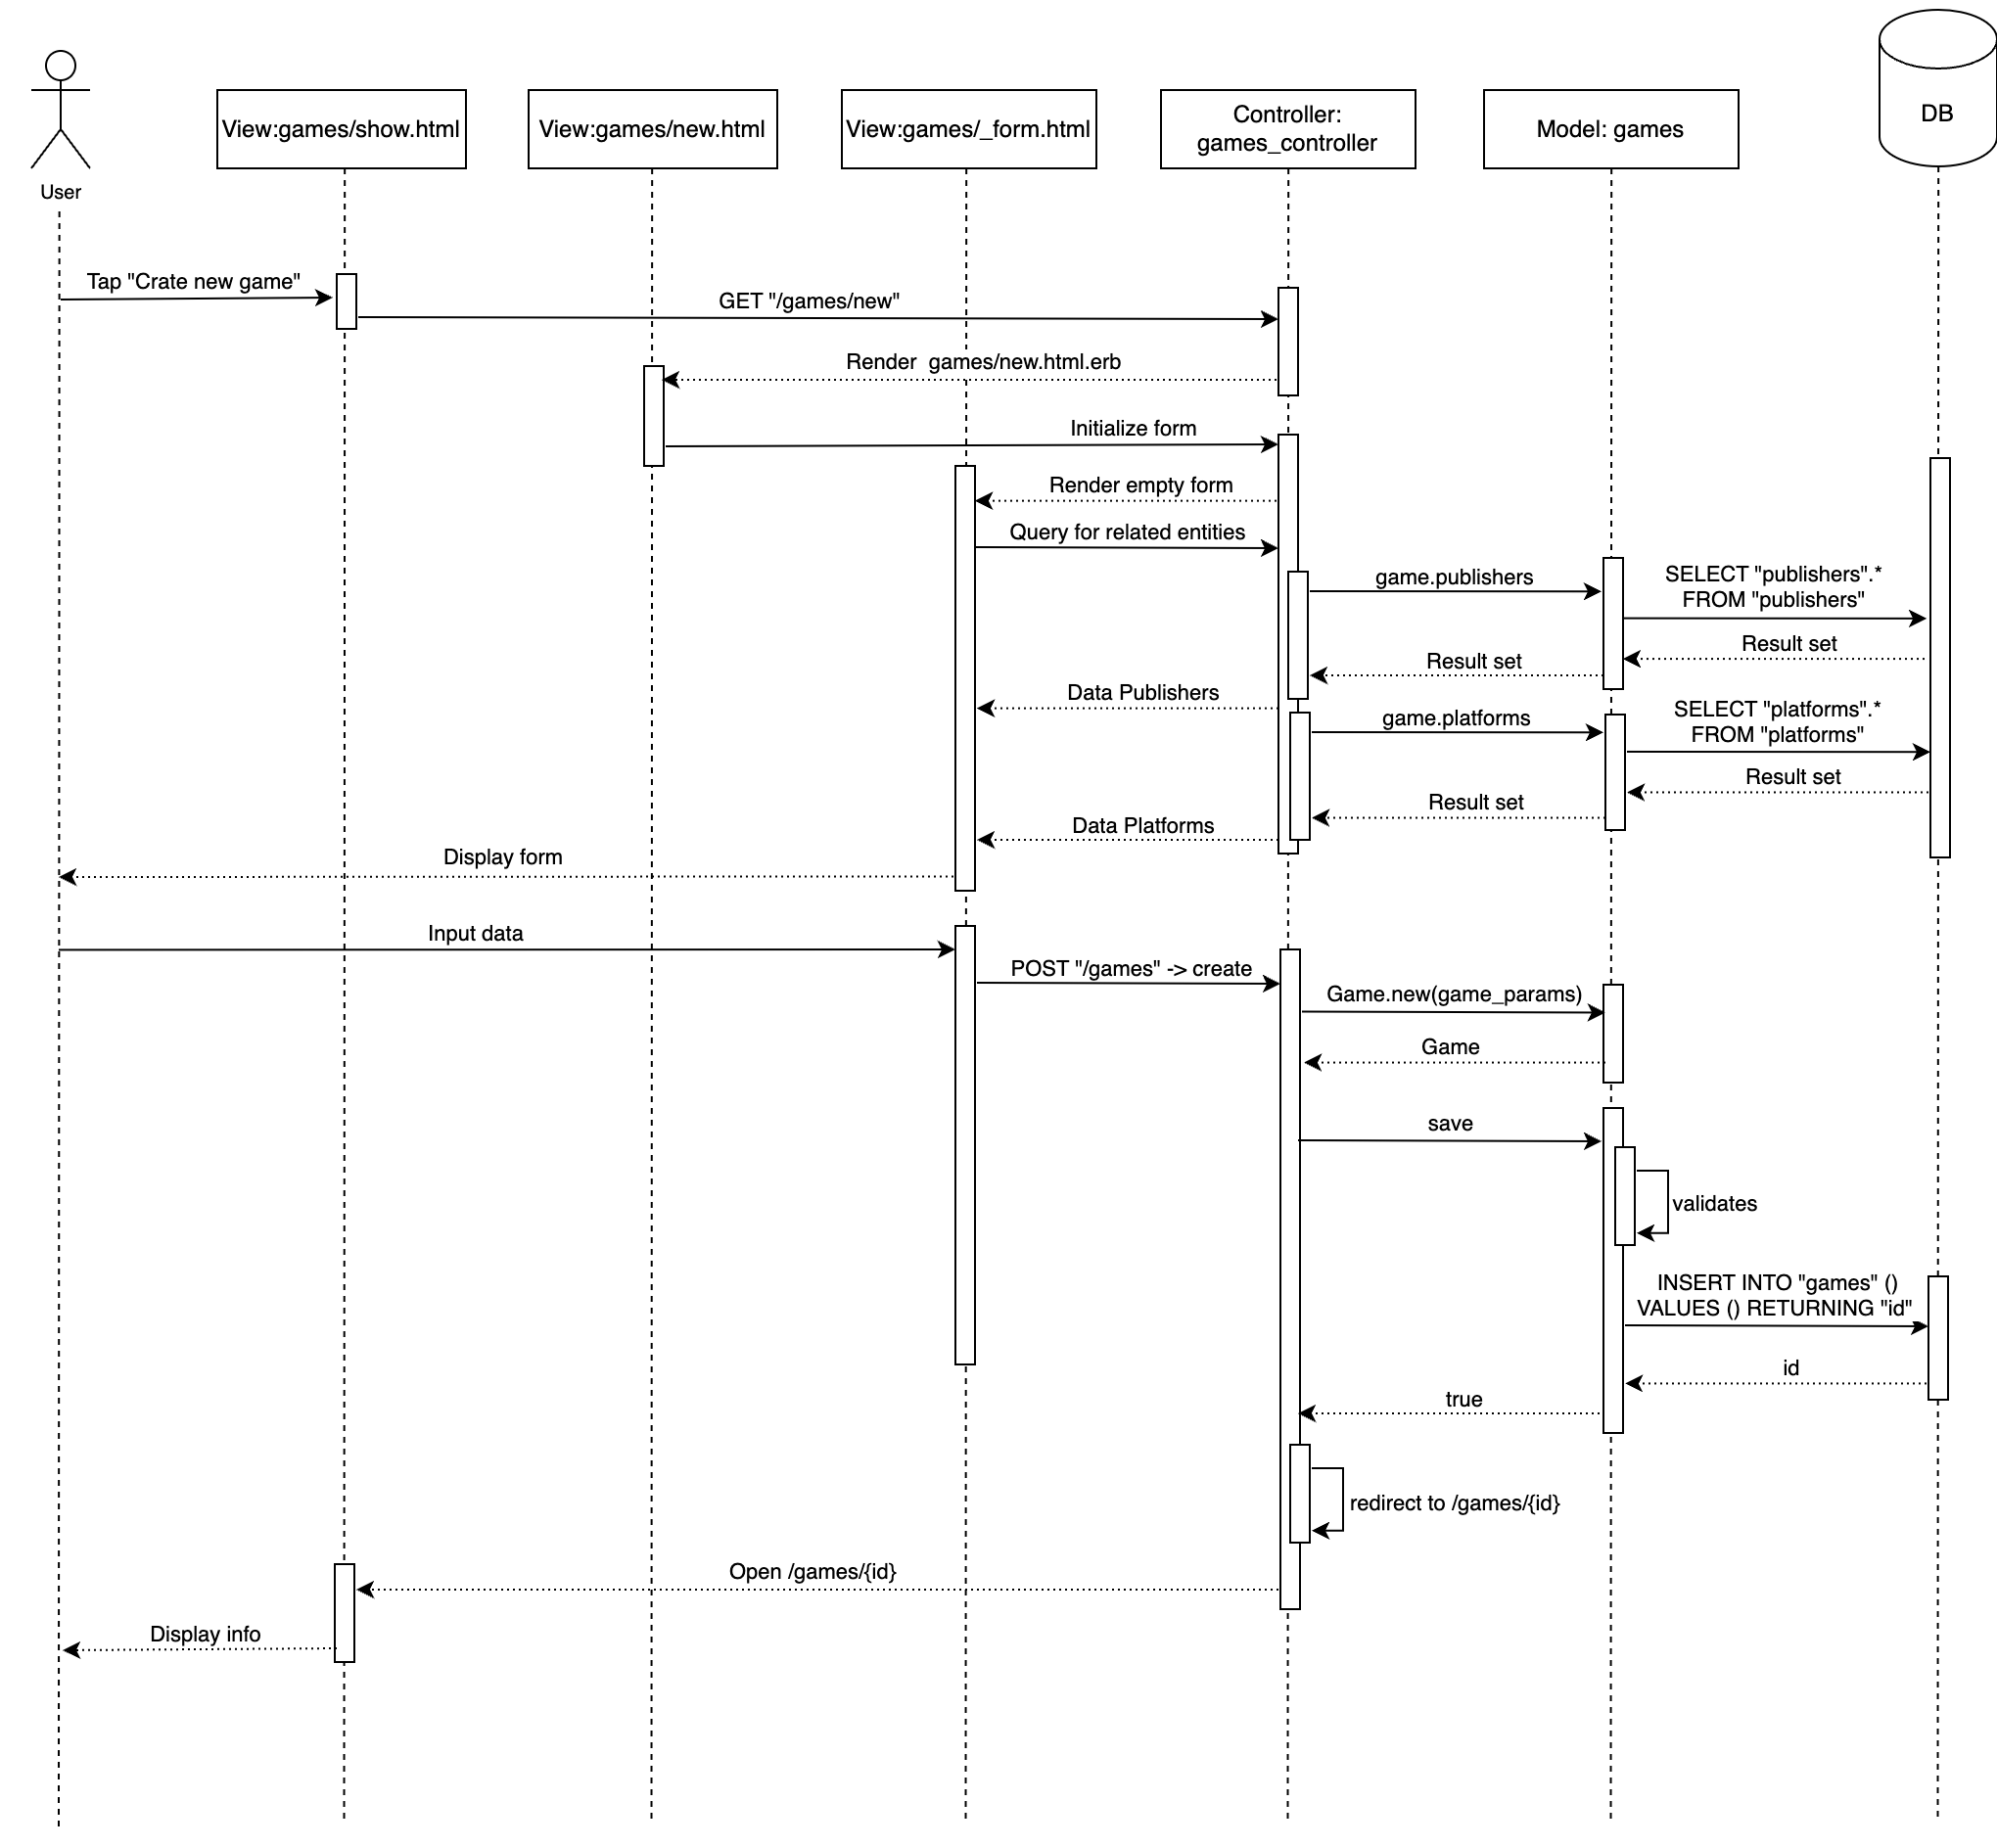 User
View:games/show.html
View:games/new.html
View:games/_form.html
Controller:
games_controller
Model: games
DB
Tap "Crate new game"
GET "/games/new"
Render  games/new.html.erb
Initialize form
Render empty form
Query for related entities
game.publishers
SELECT "publishers".*
FROM "publishers"
Result set
Result set
Data Publishers
game.platforms
SELECT "platforms".*
FROM "platforms"
Result set
Result set
Data Platforms
Display form
Input data
POST "/games" -> create
Game.new(game_params)
Game
save
validates
INSERT INTO "games" ()
VALUES () RETURNING "id"
id
true
redirect to /games/{id}
Open /games/{id}
Display info